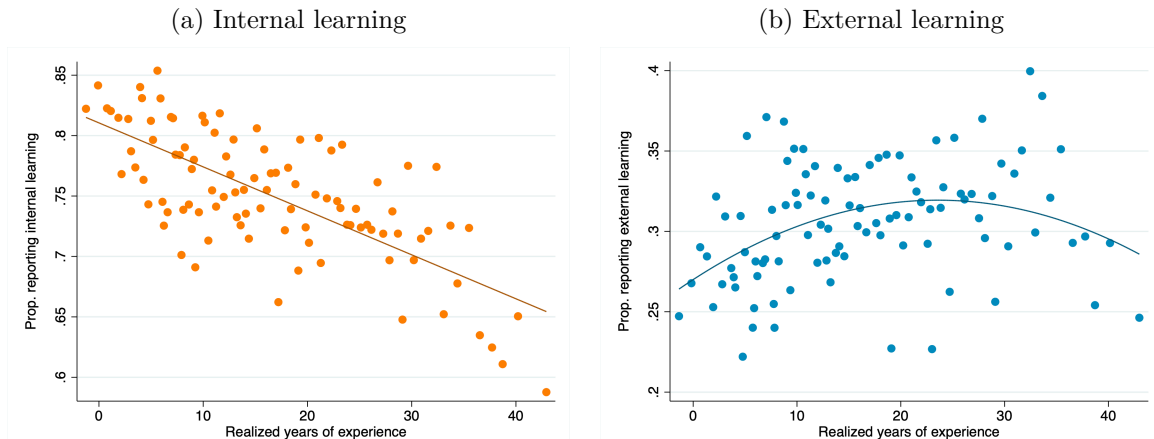 (a) Internal learning
Prop. reporting internal learning
.85
.8
.75
.7
.65
.6
0 10 20 30 40
Realized years of experience
(b) External learning
Prop. reporting external learning
.4
.35
.3
.25
.2
0 10 20 30 40
Realized years of experience